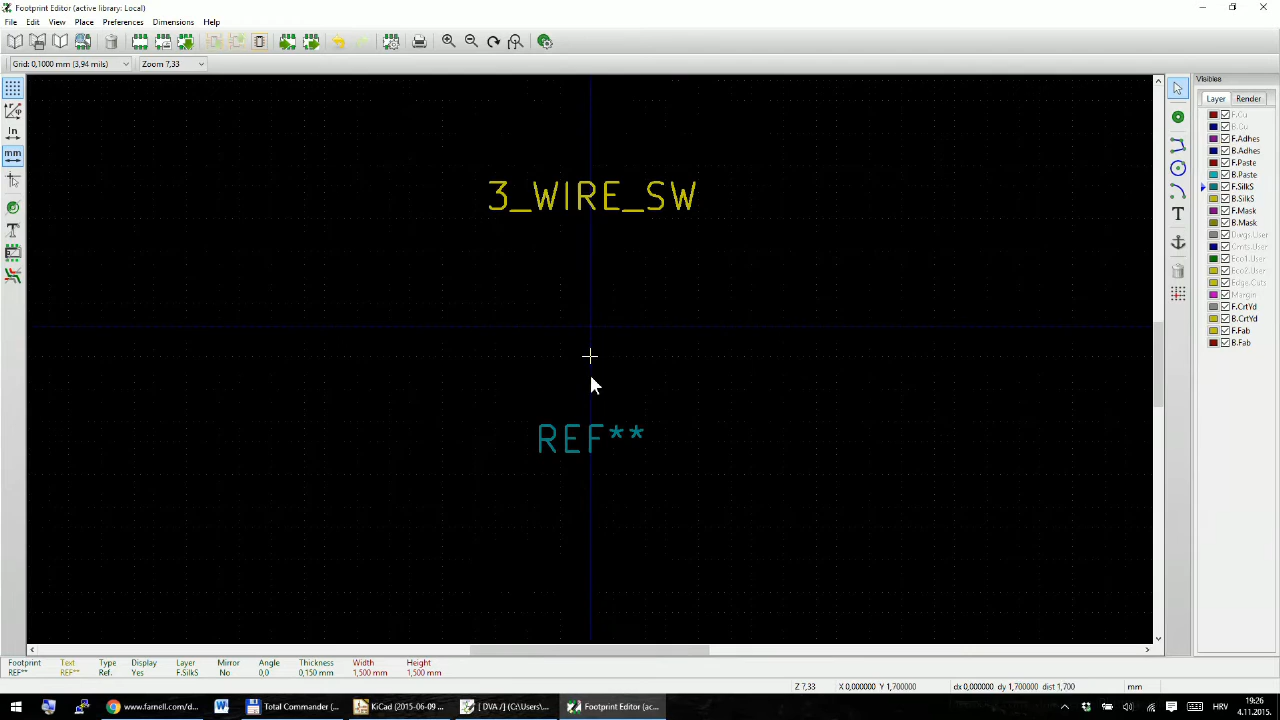 Footprint Editor (active library: Local)
File Edit View Place Preferences Dimensions Help
Grid: 0,1000 mm (3,94 mils) Zoom 7,33
Visibles
Layer Render
F.Cu
B.Cu
F.Adhes
B.Adhes
F.Paste
B.Paste
F.SilkS
B.SilkS
F.Mask
B.Mask
Dwgs.User
Cmts.User
Eco1.User
Eco2.User
Edge.Cuts
Margin
F.CrtYd
B.CrtYd
F.Fab
B.Fab
In
mm
3_WIRE_SW
REF**
Footprint Text Type Display Layer Mirror Angle Thickness Width Height
REF** REF** Ref. Yes F.SilkS No 0,0 0,150 mm 1,500 mm 1,500 mm
Z 7,33 X 0,000000 Y 1,700000 dx 0,000000 dy 1,700000 dist 1,700 mm
www.farnell.com/d... Total Commander (... KiCad (2015-06-09 ... [ DVA /] (C:\Users\... Footprint Editor (ac... HRV 19:26
4.11.2015.